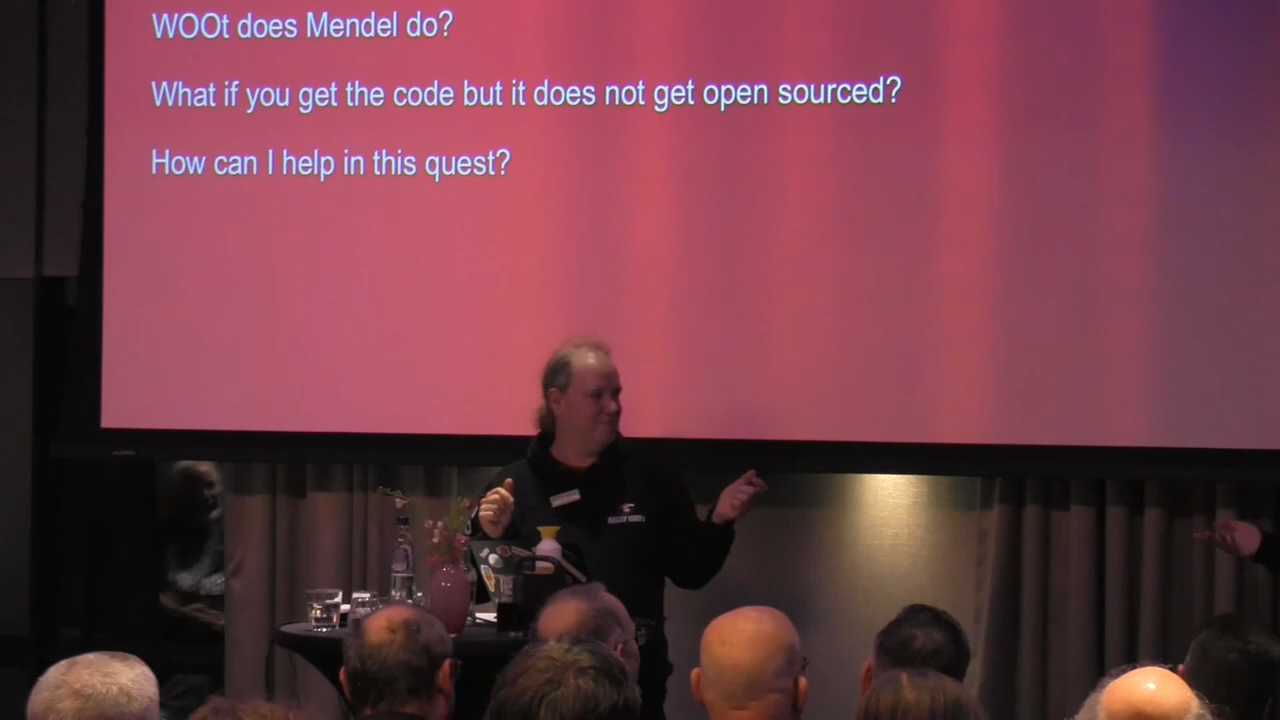 WOOt does Mendel do?
What if you get the code but it does not get open sourced?
How can I help in this quest?